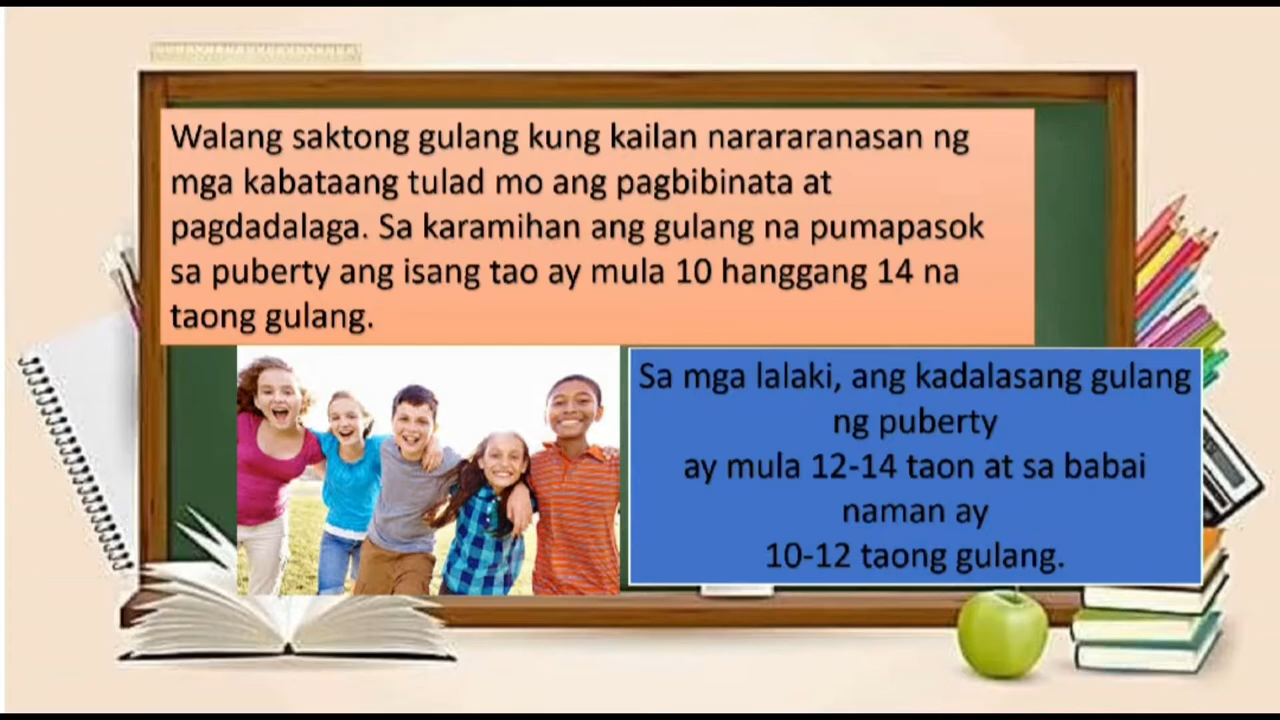 Walang saktong gulang kung kailan narararanasan ng
mga kabataang tulad mo ang pagbibinata at
pagdadalaga. Sa karamihan ang gulang na pumapasok
sa puberty ang isang tao ay mula 10 hanggang 14 na
taong gulang.
Sa mga lalaki, ang kadalasang gulang
ng puberty
ay mula 12-14 taon at sa babai
naman ay
10-12 taong gulang.